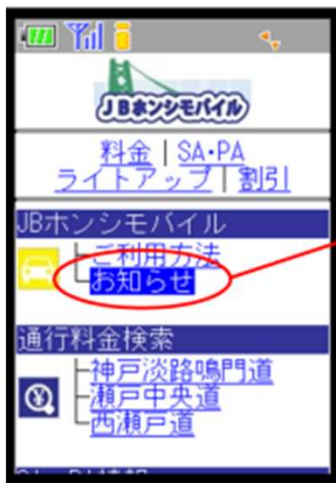 JBホンシモバイル
料金 | SA・PA
ライトアップ | 割引
JBホンシモバイル
ご利用方法
お知らせ
通行料金検索
神戸淡路鳴門道
瀬戸中央道
西瀬戸道